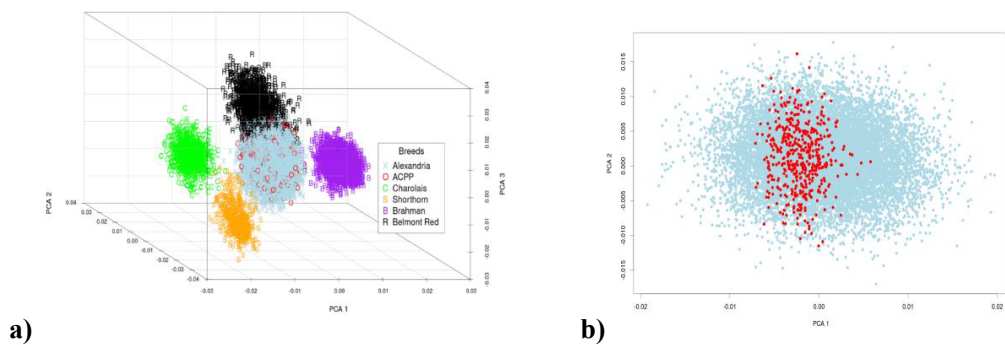 PCA 2
0.04
0.03
0.02
0.01
0.00
-0.01
-0.02
-0.03
-0.04
-0.03
-0.02
-0.01
0.00
0.01
0.02
0.03
PCA 1
0.04
0.03
0.02
0.01
0.00
-0.01
-0.02
-0.03
PCA 3
Breeds
x Alexandria
O ACPP
C Charolais
S Shorthorn
B Brahman
R Belmont Red
a)
PCA 2
0.015
0.010
0.005
0.000
-0.005
-0.010
-0.015
-0.02
-0.01
0.00
0.01
0.02
PCA 1
b)